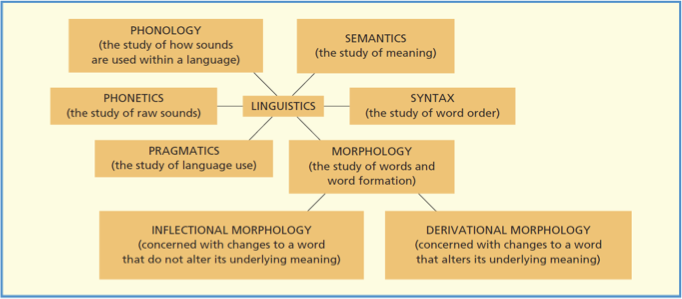 PHONOLOGY
(the study of how sounds
are used within a language)
SEMANTICS
(the study of meaning)
PHONETICS
(the study of raw sounds)
LINGUISTICS
SYNTAX
(the study of word order)
PRAGMATICS
(the study of language use)
MORPHOLOGY
(the study of words and
word formation)
INFLECTIONAL MORPHOLOGY
(concerned with changes to a word
that do not alter its underlying meaning)
DERIVATIONAL MORPHOLOGY
(concerned with changes to a word
that alters its underlying meaning)